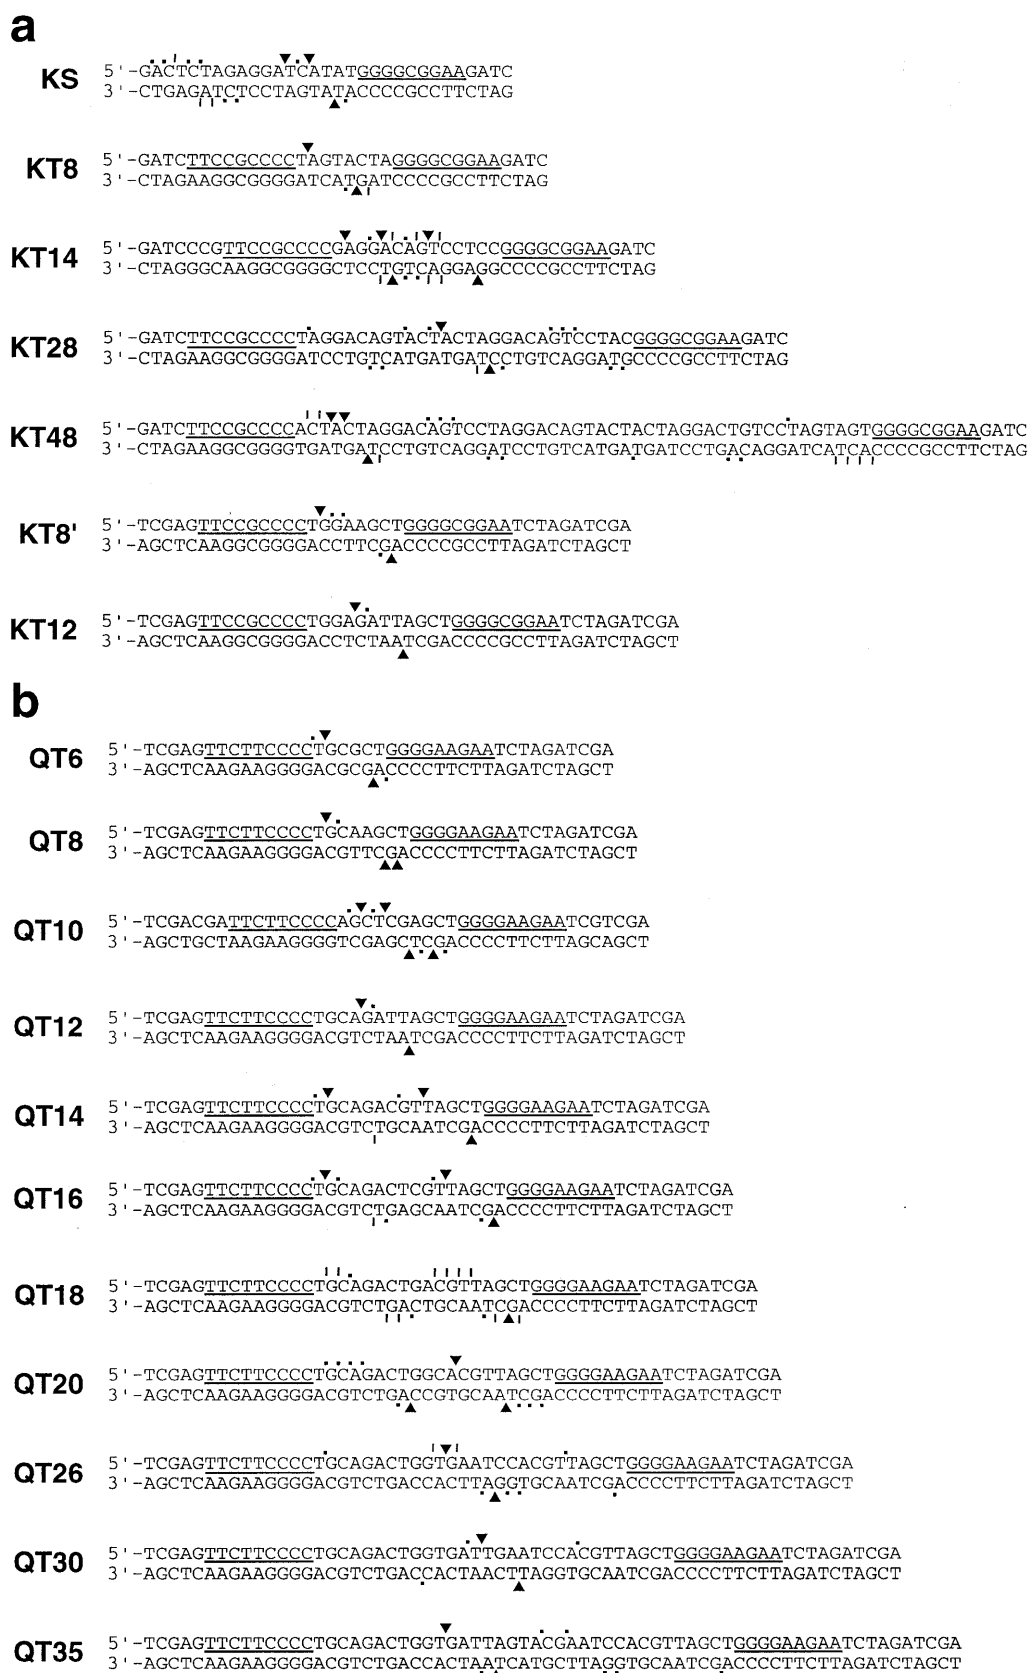 a
KS
5'-GACTCTAGAGGATCATATGGGGCGGAAGATC
3'-CTGAGATCTCCTAGTATACCCCGCCTTCTAG
KT8
5'-GATCTTCCGCCCCTAGTACTAGGGGCGGAAGATC
3'-CTAGAAGGCGGGGATCATGATCCCCGCCTTCTAG
KT14
5'-GATCCCGTTCCGCCCCGAGGACAGTCCTCCGGGGCGGAAGATC
3'-CTAGGGCAAGGCGGGGCTCCTGTCAGGAGGCCCCGCCTTCTAG
KT28
5'-GATCTTCCGCCCCTAGGACAGTACTACTAGGACAGTCCTACGGGGCGGAAGATC
3'-CTAGAAGGCGGGGATCCTGTCATGATGATCCTGTCAGGATGCCCCGCCTTCTAG
KT48
5'-GATCTTCCGCCCCACTACTAGGACAGTCCTAGGACAGTACTACTAGGACTGTCCTAGTAGTGGGGCGGAAGATC
3'-CTAGAAGGCGGGGTGATGATCCTGTCAGGATCCTGTCATGATGATCCTGACAGGATCATCACCCCGCCTTCTAG
KT8'
5'-TCGAGTTCCGCCCCTGGAAGCTGGGGCGGAATCTAGATCGA
3'-AGCTCAAGGCGGGGACCTTCGACCCCGCCTTAGATCTAGCT
KT12
5'-TCGAGTTCCGCCCCTGGAGATTAGCTGGGGCGGAATCTAGATCGA
3'-AGCTCAAGGCGGGGACCTCTAATCGACCCCGCCTTAGATCTAGCT
b
QT6
5'-TCGAGTTCTTCCCCTGCGCTGGGGAAGAATCTAGATCGA
3'-AGCTCAAGAAGGGGACGCGACCCCTTCTTAGATCTAGCT
QT8
5'-TCGAGTTCTTCCCCTGCAAGCTGGGGAAGAATCTAGATCGA
3'-AGCTCAAGAAGGGGACGTTCGACCCCTTCTTAGATCTAGCT
QT10
5'-TCGACGATTCTTCCCCAGCTCGAGCTGGGGAAGAATCGTCGA
3'-AGCTGCTAAGAAGGGGTCGAGCTCGACCCCTTCTTAGCAGCT
QT12
5'-TCGAGTTCTTCCCCTGCAGATTAGCTGGGGAAGAATCTAGATCGA
3'-AGCTCAAGAAGGGGACGTCTAATCGACCCCTTCTTAGATCTAGCT
QT14
5'-TCGAGTTCTTCCCCTGCAGACGTTAGCTGGGGAAGAATCTAGATCGA
3'-AGCTCAAGAAGGGGACGTCTGCAATCGACCCCTTCTTAGATCTAGCT
QT16
5'-TCGAGTTCTTCCCCTGCAGACTCGTTAGCTGGGGAAGAATCTAGATCGA
3'-AGCTCAAGAAGGGGACGTCTGAGCAATCGACCCCTTCTTAGATCTAGCT
QT18
5'-TCGAGTTCTTCCCCTGCAGACTGACGTTAGCTGGGGAAGAATCTAGATCGA
3'-AGCTCAAGAAGGGGACGTCTGACTGCAATCGACCCCTTCTTAGATCTAGCT
QT20
5'-TCGAGTTCTTCCCCTGCAGACTGGCACGTTAGCTGGGGAAGAATCTAGATCGA
3'-AGCTCAAGAAGGGGACGTCTGACCGTGCAATCGACCCCTTCTTAGATCTAGCT
QT26
5'-TCGAGTTCTTCCCCTGCAGACTGGTGAATCCACGTTAGCTGGGGAAGAATCTAGATCGA
3'-AGCTCAAGAAGGGGACGTCTGACCACTTAGGTGCAATCGACCCCTTCTTAGATCTAGCT
QT30
5'-TCGAGTTCTTCCCCTGCAGACTGGTGATTGAATCCACGTTAGCTGGGGAAGAATCTAGATCGA
3'-AGCTCAAGAAGGGGACGTCTGACCACTAACTTAGGTGCAATCGACCCCTTCTTAGATCTAGCT
QT35
5'-TCGAGTTCTTCCCCTGCAGACTGGTGATTAGTACGAATCCACGTTAGCTGGGGAAGAATCTAGATCGA
3'-AGCTCAAGAAGGGGACGTCTGACCACTAATCATGCTTAGGTGCAATCGACCCCTTCTTAGATCTAGCT